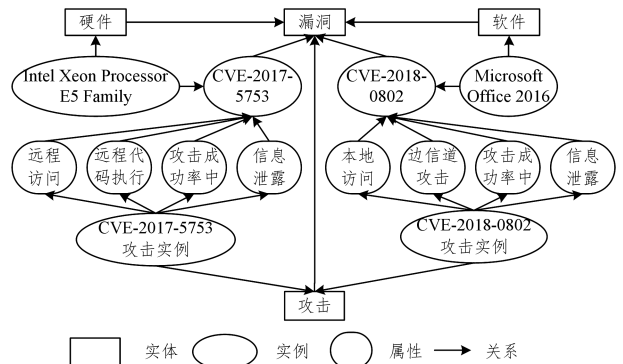 硬件
漏洞
软件
Intel Xeon Processor
E5 Family
CVE-2017-
5753
CVE-2018-
0802
Microsoft
Office 2016
远程
访问
远程代
码执行
攻击成
功率中
信息
泄露
本地
访问
边信道
攻击
攻击成
功率中
信息
泄露
CVE-2017-5753
攻击实例
CVE-2018-0802
攻击实例
攻击
实体
实例
属性
关系